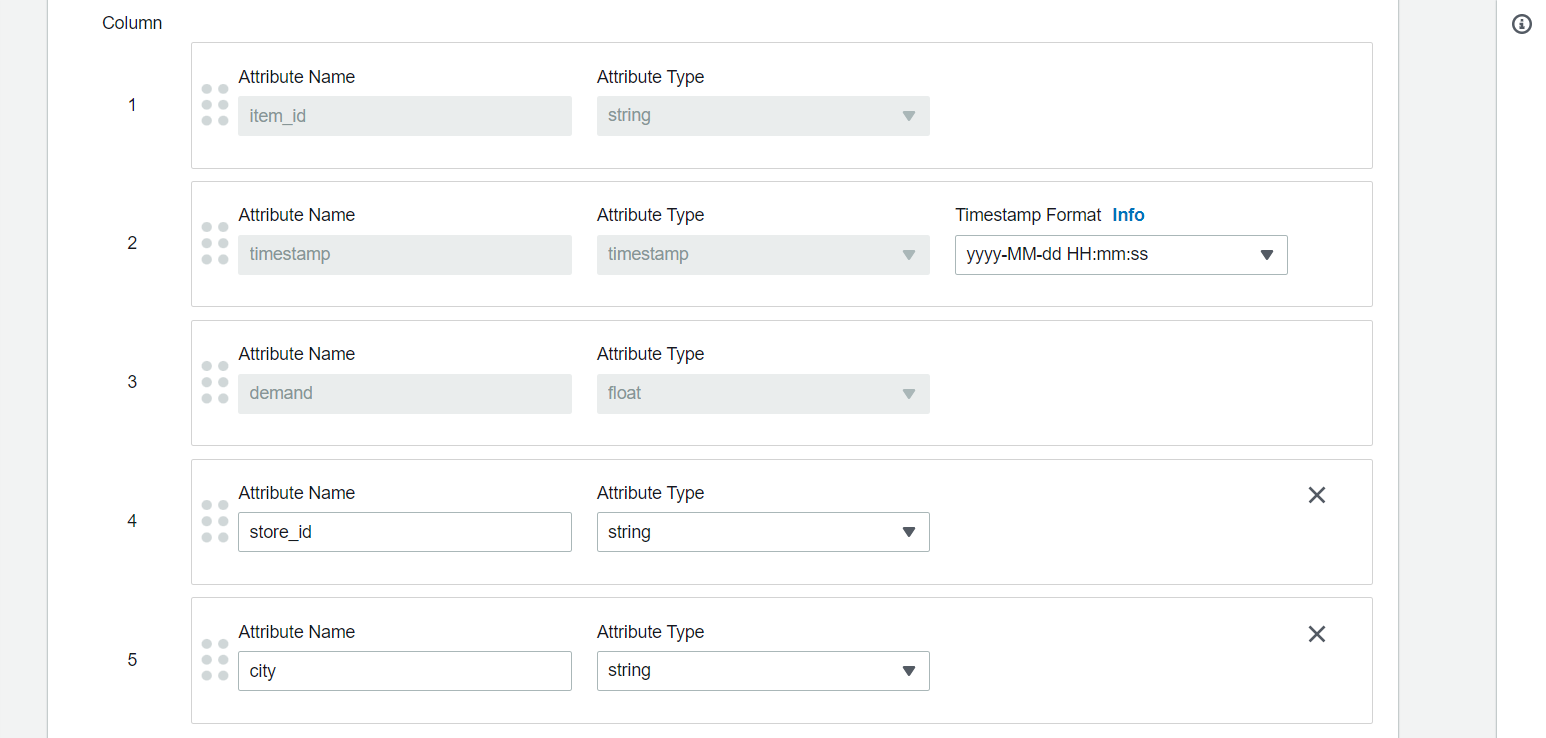 Column
1
Attribute Name Attribute Type
item_id string
2
Attribute Name Attribute Type Timestamp Format Info
timestamp timestamp yyyy-MM-dd HH:mm:ss
3
Attribute Name Attribute Type
demand float
4
Attribute Name Attribute Type
store_id string
5
Attribute Name Attribute Type
city string